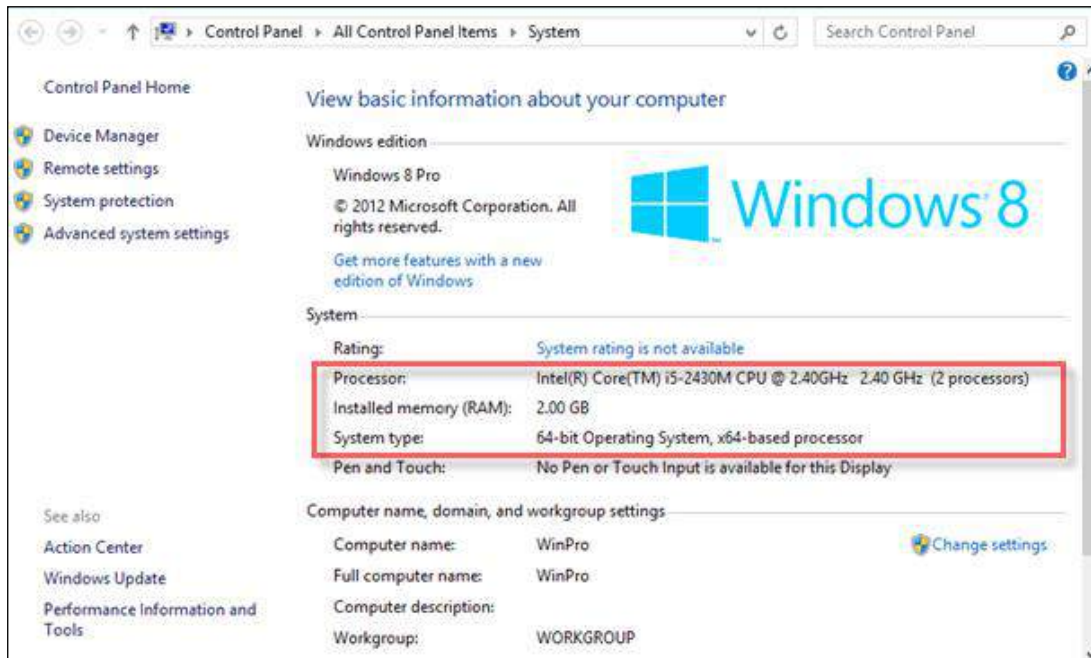 Control Panel ▸ All Control Panel Items ▸ System
Search Control Panel
Control Panel Home
Device Manager
Remote settings
System protection
Advanced system settings
See also
Action Center
Windows Update
Performance Information and
Tools
View basic information about your computer
Windows edition
Windows 8 Pro
© 2012 Microsoft Corporation. All
rights reserved.
Get more features with a new
edition of Windows
Windows 8
System
Rating: System rating is not available
Processor: Intel(R) Core(TM) i5-2430M CPU @ 2.40GHz 2.40 GHz (2 processors)
Installed memory (RAM): 2.00 GB
System type: 64-bit Operating System, x64-based processor
Pen and Touch: No Pen or Touch Input is available for this Display
Computer name, domain, and workgroup settings
Computer name: WinPro
Change settings
Full computer name: WinPro
Computer description:
Workgroup: WORKGROUP